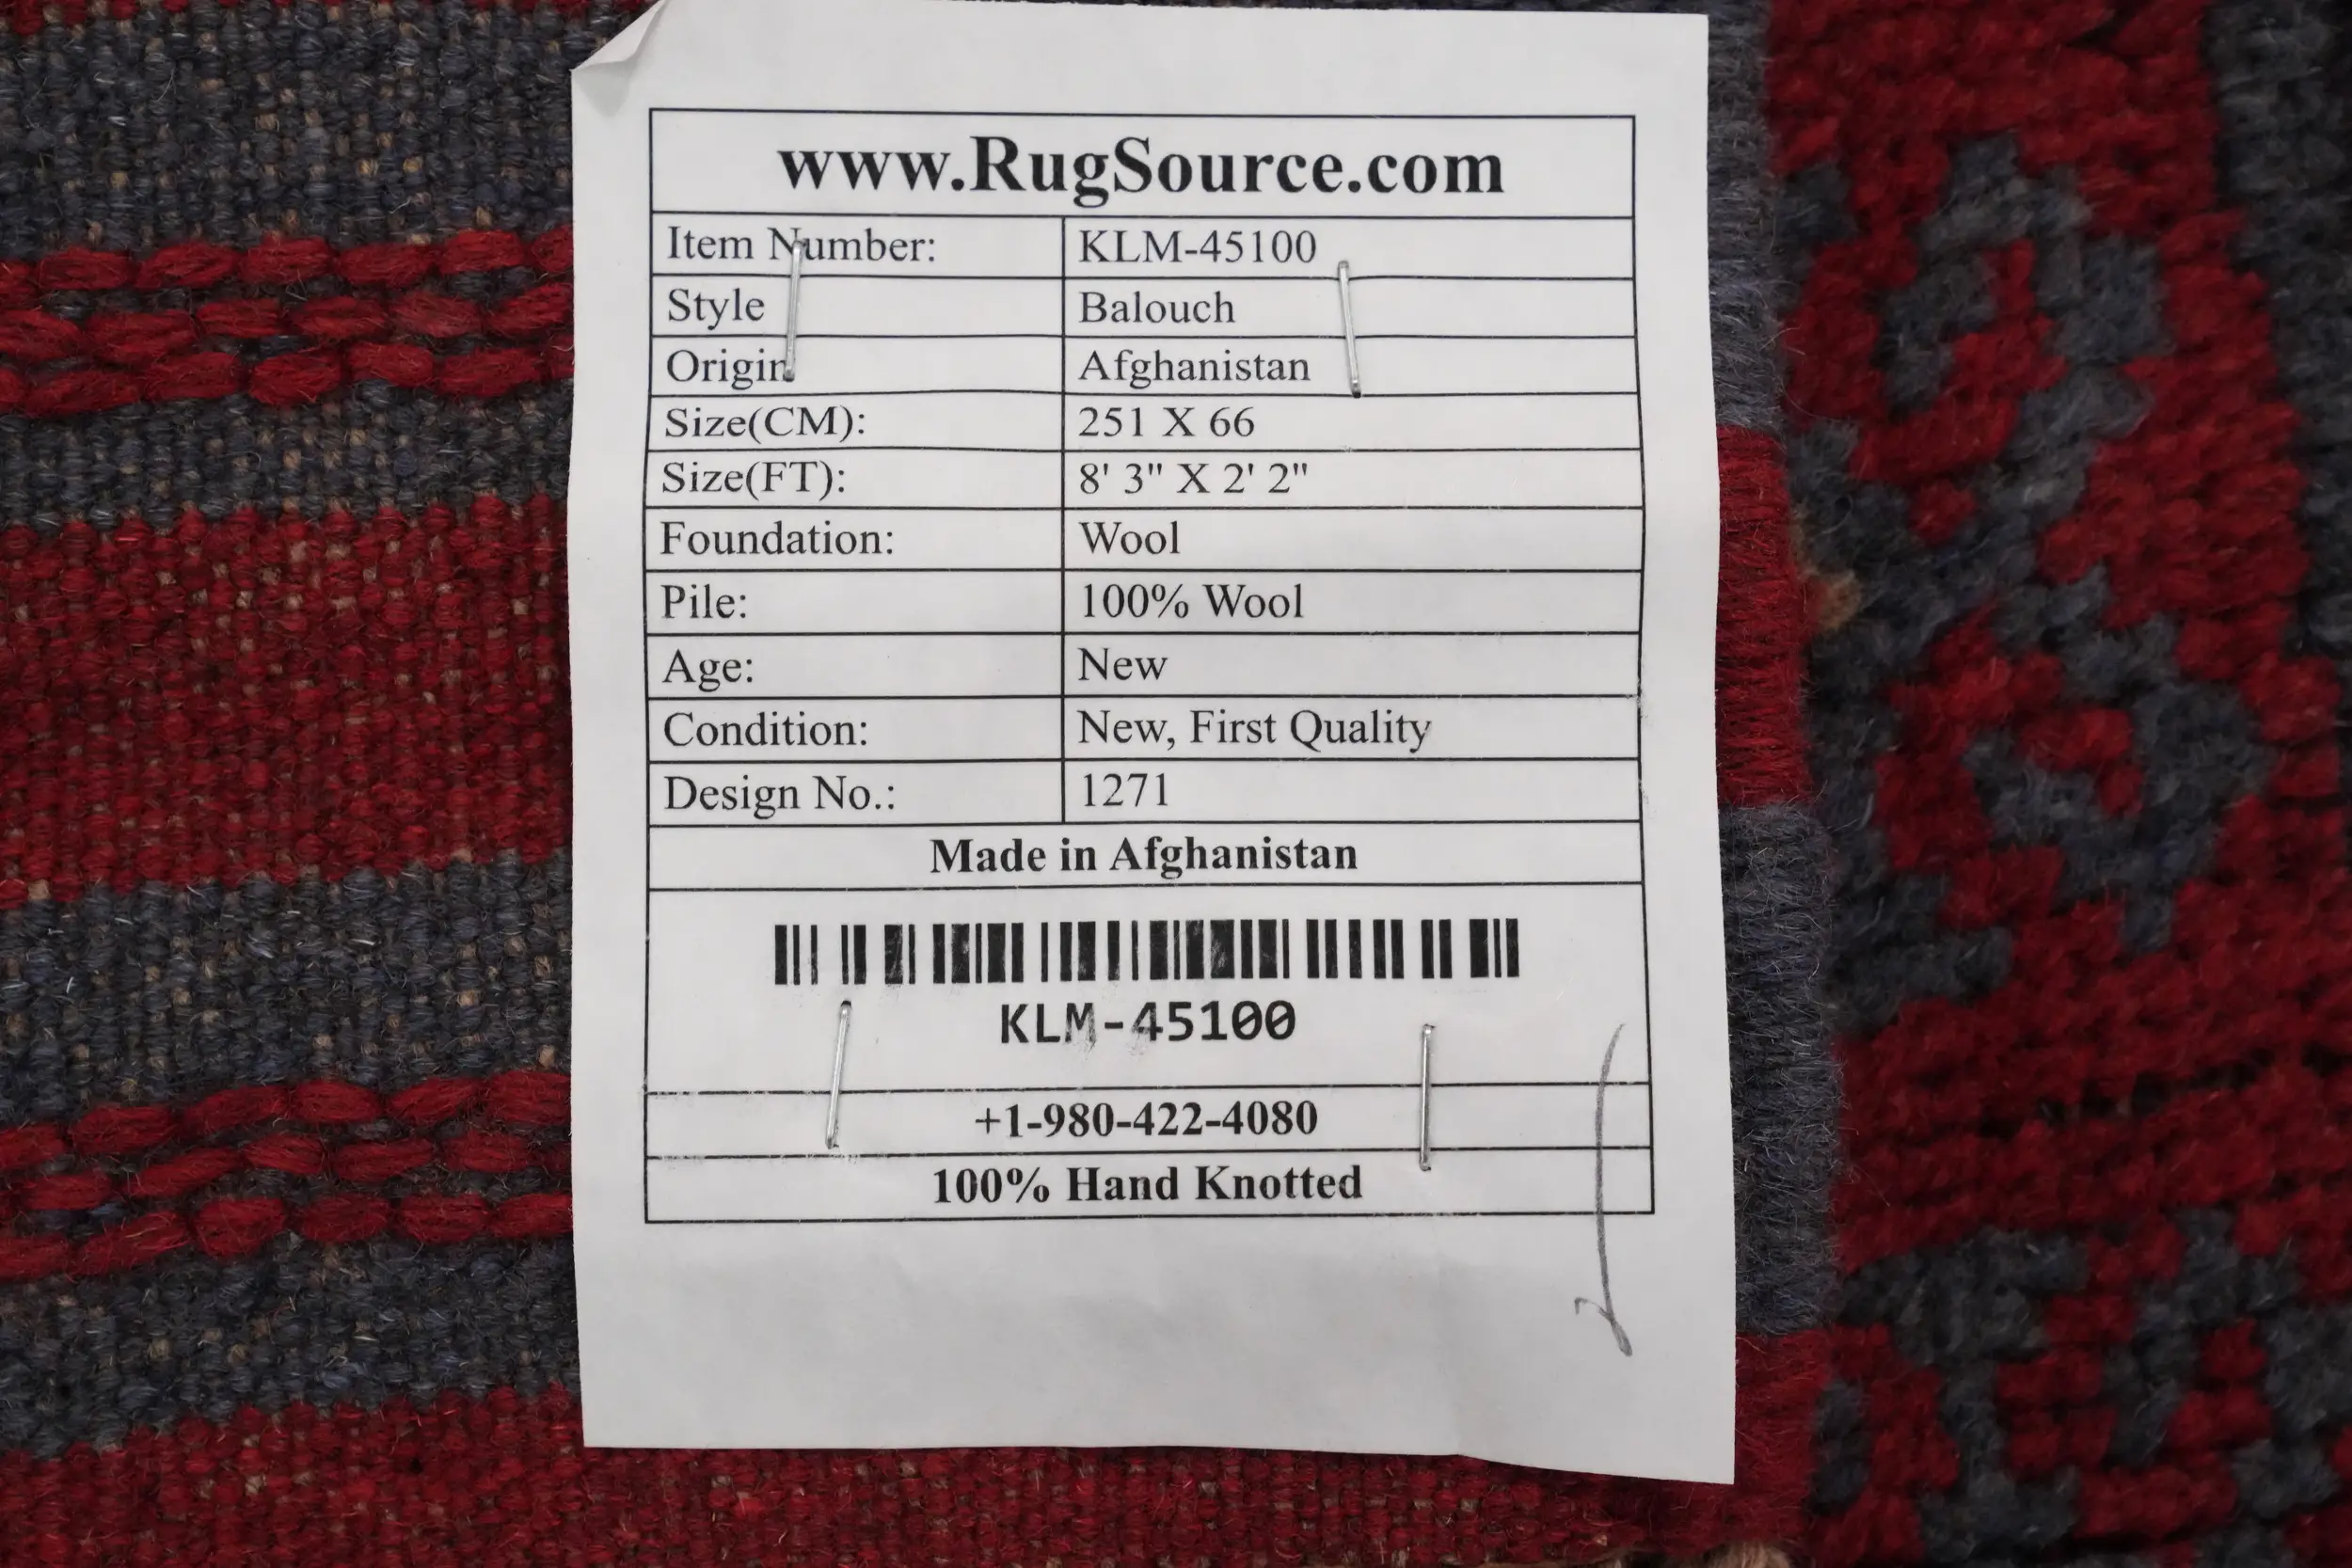 www.RugSource.com
Item Number: KLM-45100
Style Balouch
Origin Afghanistan
Size(CM): 251 X 66
Size(FT): 8' 3" X 2' 2"
Foundation: Wool
Pile: 100% Wool
Age: New
Condition: New, First Quality
Design No.: 1271
Made in Afghanistan
KLM-45100
+1-980-422-4080
100% Hand Knotted